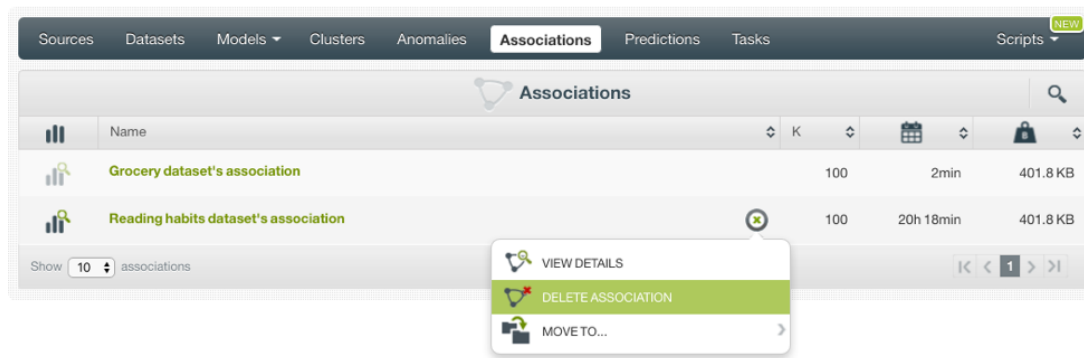 NEW
Sources Datasets Models Clusters Anomalies Associations Predictions Tasks Scripts
Associations
Name K
Grocery dataset's association 100 2min 401.8 KB
Reading habits dataset's association 100 20h 18min 401.8 KB
Show 10 associations 1
VIEW DETAILS
DELETE ASSOCIATION
MOVE TO...